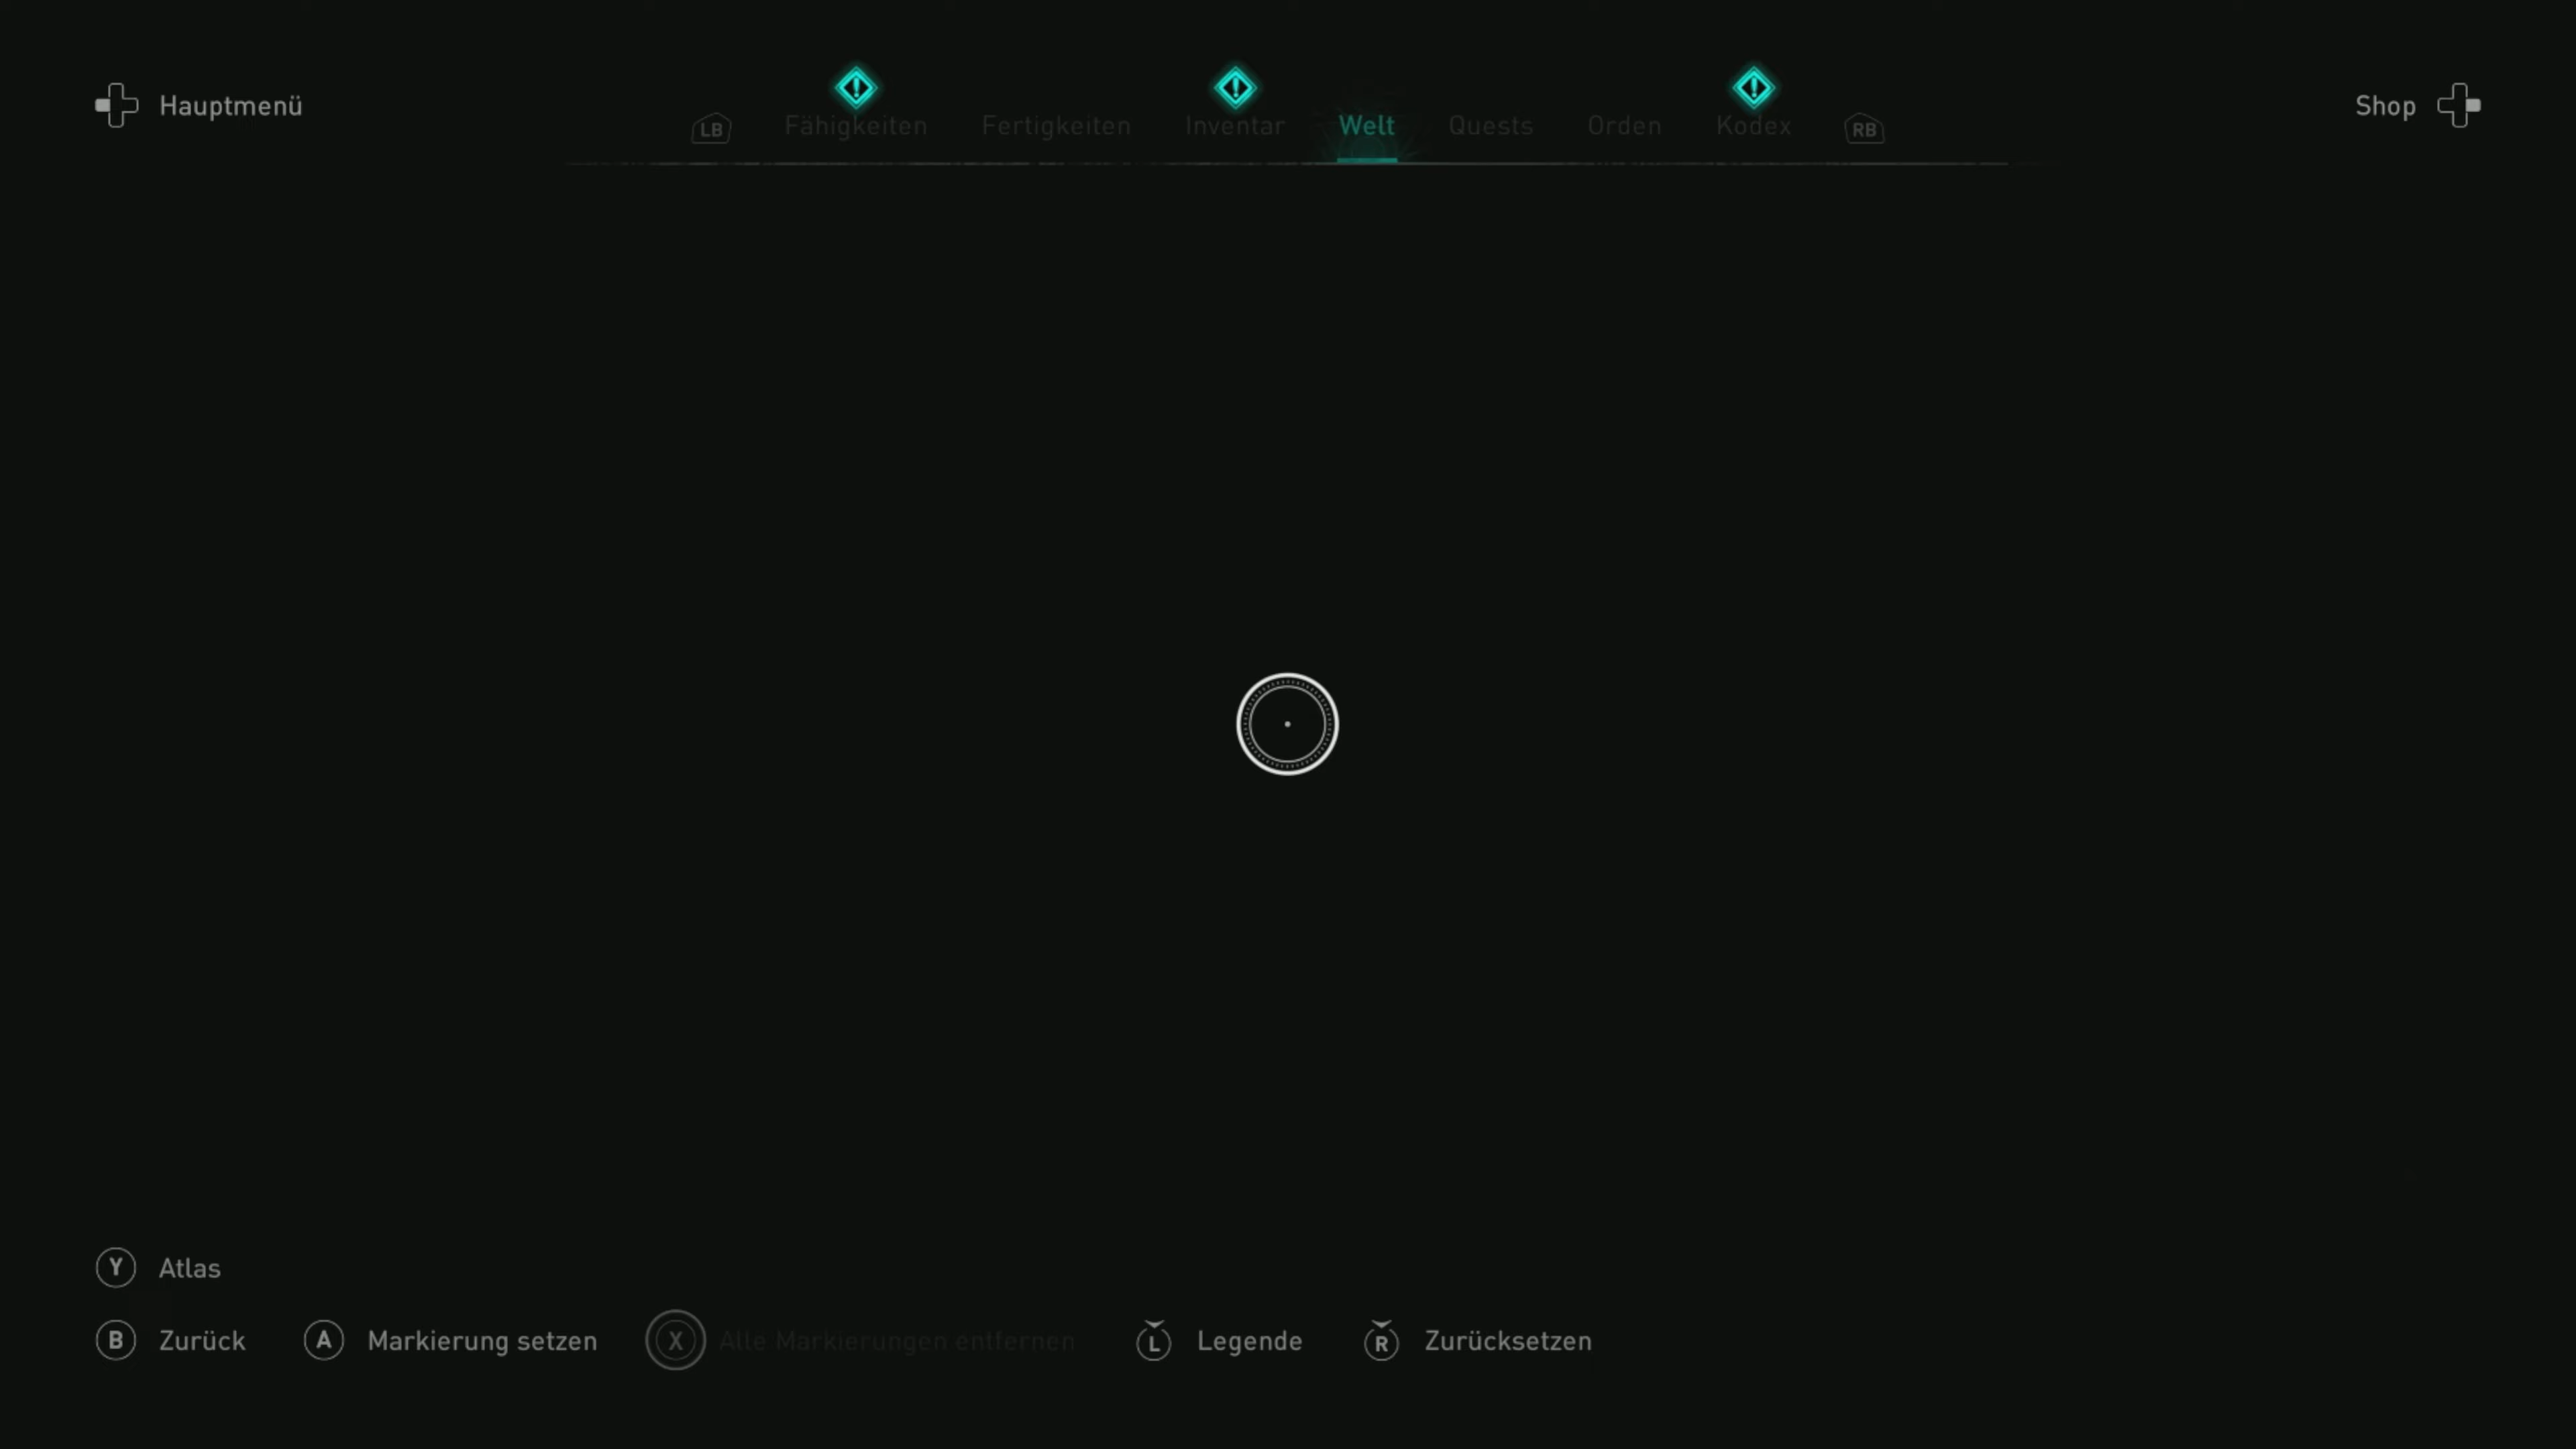 Hauptmenü
LB Fähigkeiten Fertigkeiten Inventar Welt Quests Orden Kodex RB
Shop
Y Atlas
B Zurück A Markierung setzen X Alle Markierungen entfernen L Legende R Zurücksetzen